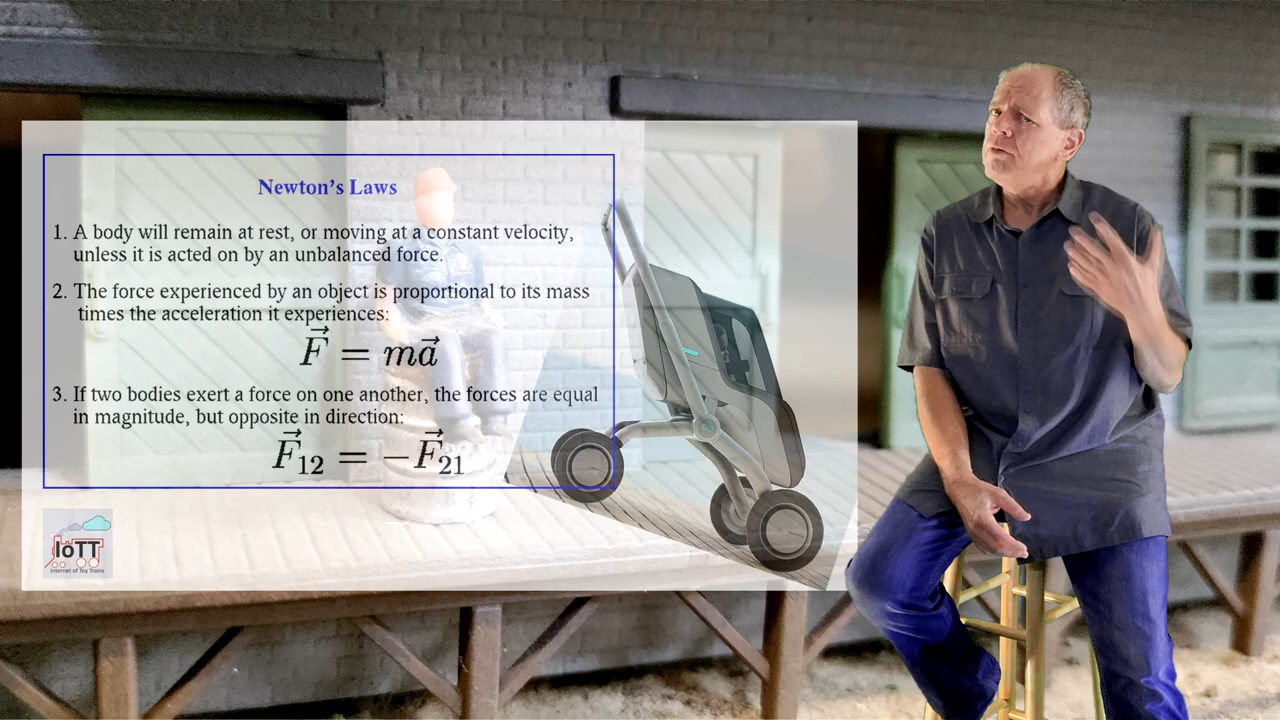 Newton's Laws
1. A body will remain at rest, or moving at a constant velocity,
unless it is acted on by an unbalanced force.
2. The force experienced by an object is proportional to its mass
times the acceleration it experiences:
F⃗ = ma⃗
3. If two bodies exert a force on one another, the forces are equal
in magnitude, but opposite in direction:
F⃗₁₂ = −F⃗₂₁
IoTT
Internet of Toy Trains